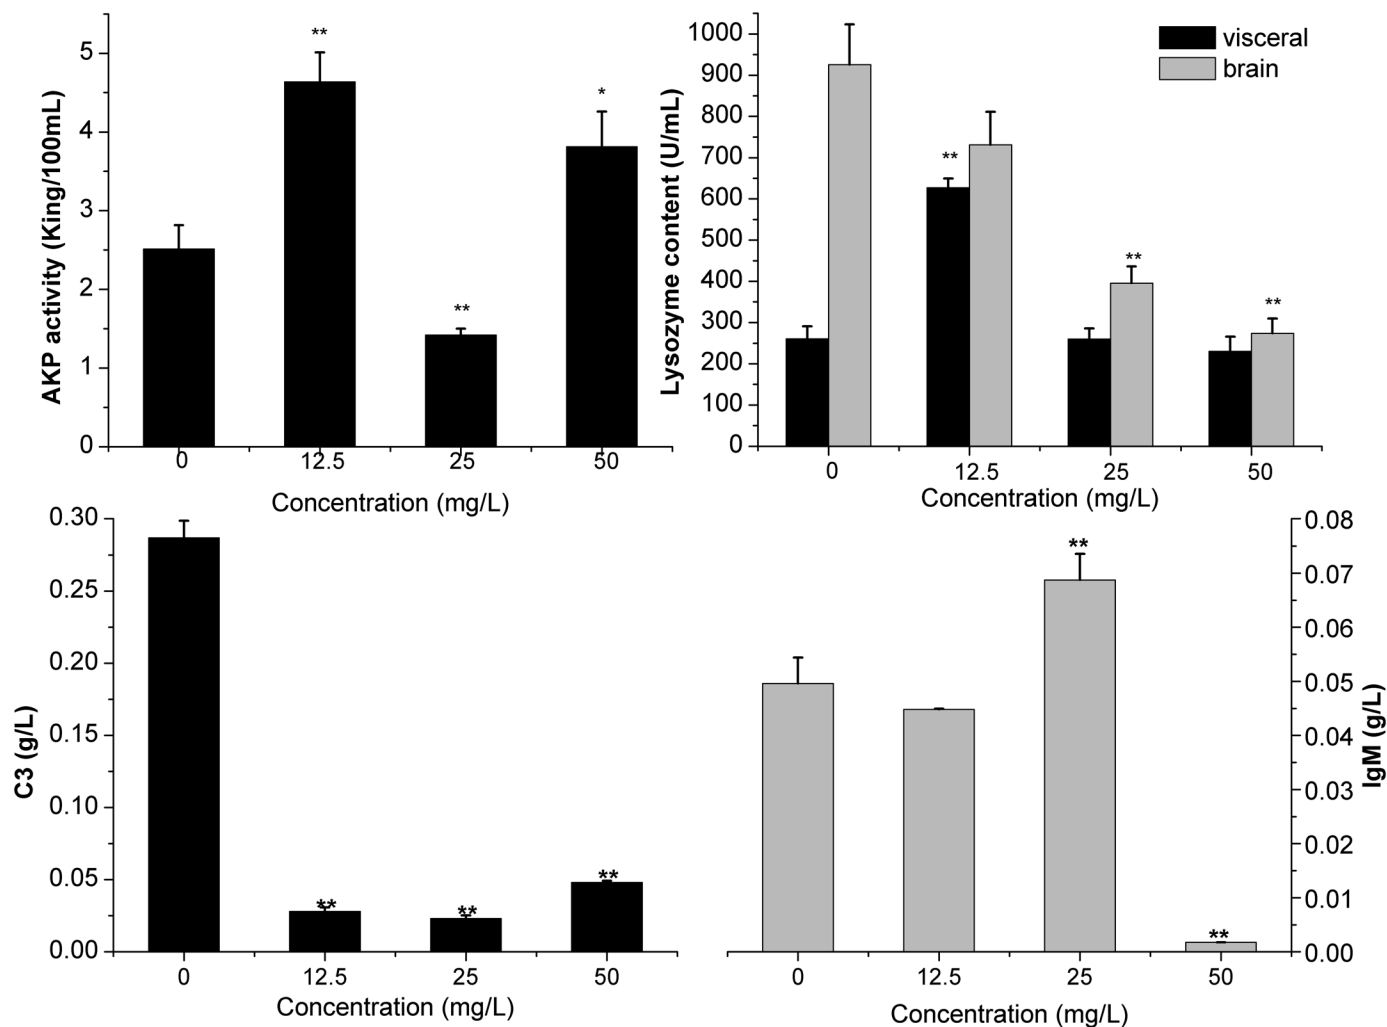 AKP activity (King/100mL)
5
4
3
2
1
0
**
**
*
0 12.5 25 50
Concentration (mg/L)
Lysozyme content (U/mL)
1000
900
800
700
600
500
400
300
200
100
0
visceral
brain
**
**
**
0 12.5 25 50
Concentration (mg/L)
C3 (g/L)
0.30
0.25
0.20
0.15
0.10
0.05
0.00
** ** **
0 12.5 25 50
Concentration (mg/L)
**
**
0.08
0.07
0.06
0.05
0.04
0.03
0.02
0.01
0.00
IgM (g/L)
0 12.5 25 50
Concentration (mg/L)